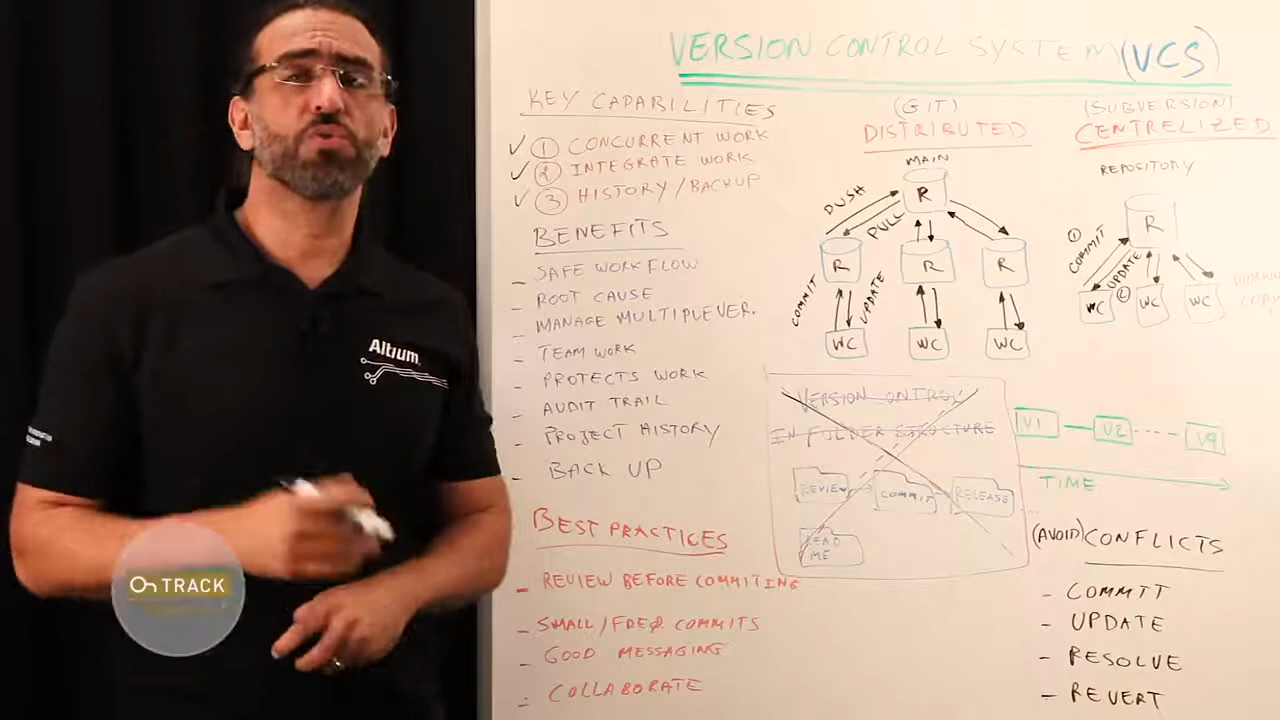 VERSION CONTROL SYSTEM (VCS)
KEY CAPABILITIES
✓ ① CONCURRENT WORK
✓ ② INTEGRATE WORK
✓ ③ HISTORY/BACKUP
BENEFITS
- SAFE WORKFLOW
- ROOT CAUSE
- MANAGE MULTIPLE VER.
- TEAM WORK
- PROTECTS WORK
- AUDIT TRAIL
- PROJECT HISTORY
- BACK UP
BEST PRACTICES
- REVIEW BEFORE COMMITING
- SMALL/FREQ COMMITS
- GOOD MESSAGING
- COLLABORATE
(GIT)
DISTRIBUTED
MAIN
R
PUSH
PULL
R R R
COMMIT
UPDATE
WC WC WC
(SUBVERSION)
CENTRELIZED
REPOSITORY
R
① COMMIT
UPDATE ②
WC WC WC
COPY
VERSION CONTROL
IN FOLDER STRUCTURE
REVIEW COMMIT RELEASE
READ
ME
V1 V2 V9
TIME
(AVOID) CONFLICTS
- COMMIT
- UPDATE
- RESOLVE
- REVERT
Altium
On TRACK